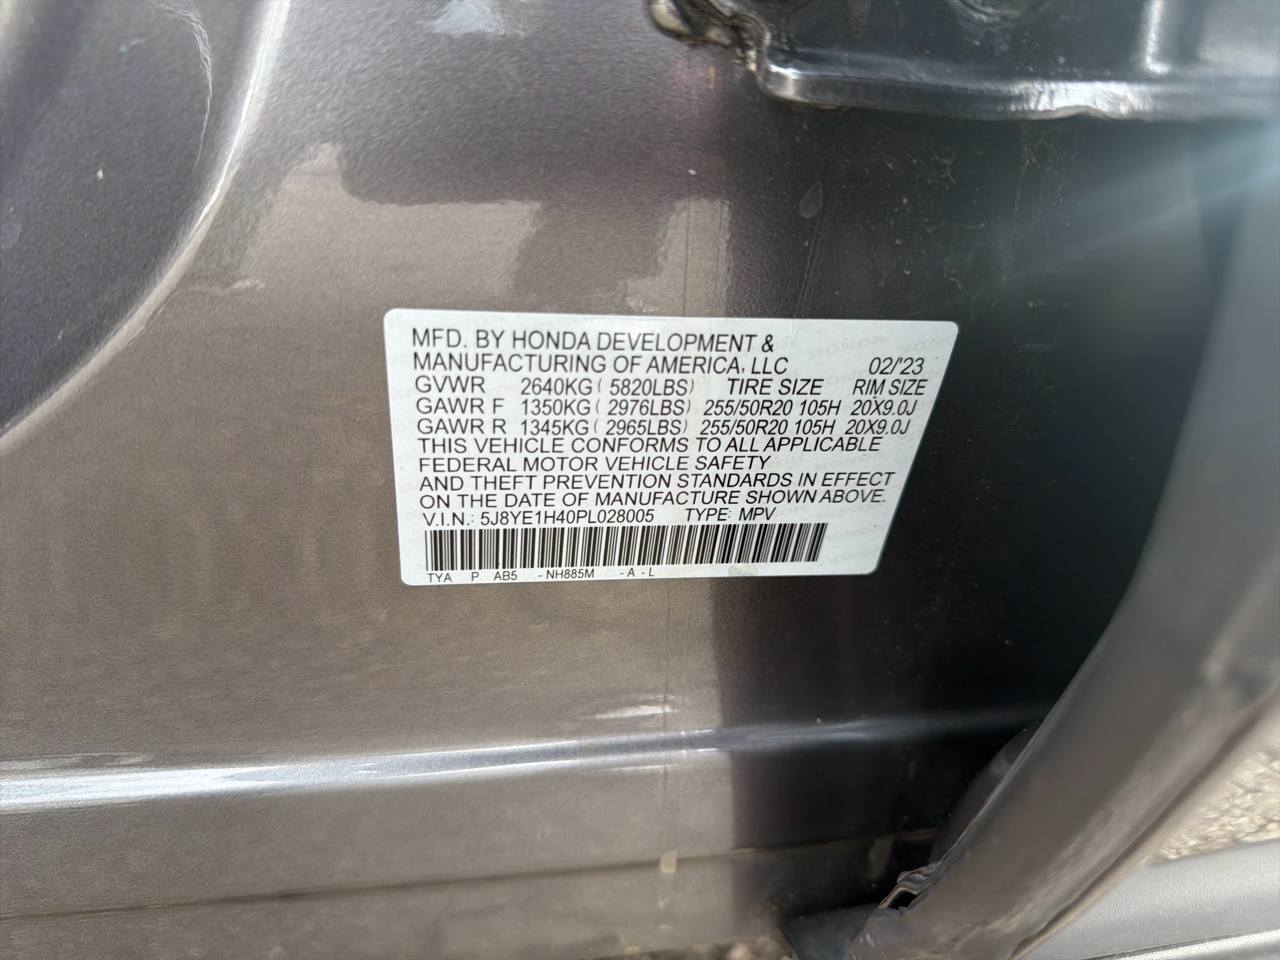 MFD. BY HONDA DEVELOPMENT &
MANUFACTURING OF AMERICA, LLC 02/'23
GVWR 2640KG ( 5820LBS) TIRE SIZE RIM SIZE
GAWR F 1350KG ( 2976LBS) 255/50R20 105H 20X9.0J
GAWR R 1345KG ( 2965LBS) 255/50R20 105H 20X9.0J
THIS VEHICLE CONFORMS TO ALL APPLICABLE
FEDERAL MOTOR VEHICLE SAFETY
AND THEFT PREVENTION STANDARDS IN EFFECT
ON THE DATE OF MANUFACTURE SHOWN ABOVE.
V.I.N.: 5J8YE1H40PL028005 TYPE: MPV
TYA P AB5 -NH885M -A-L